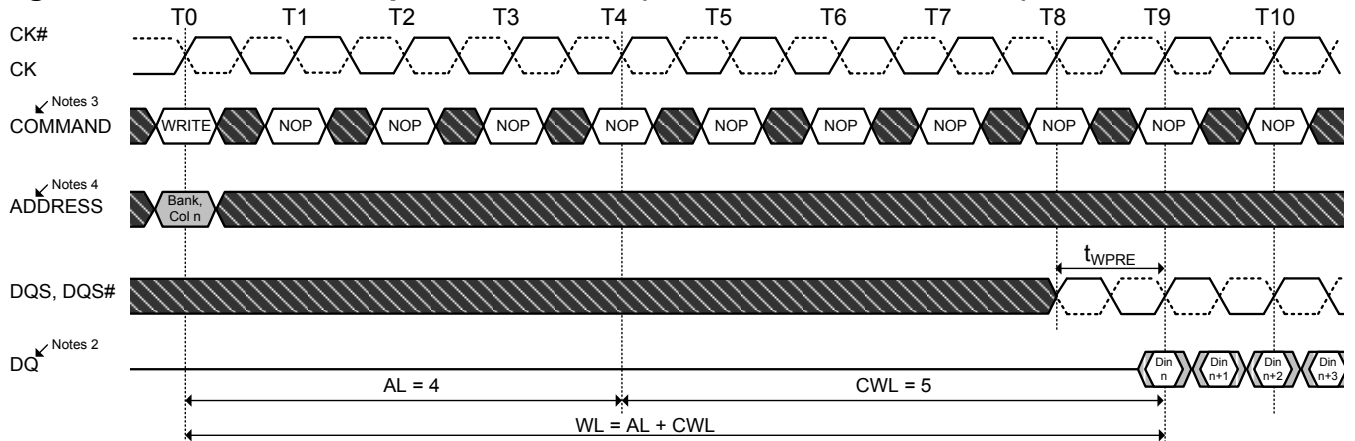 T0 T1 T2 T3 T4 T5 T6 T7 T8 T9 T10
CK#
CK
Notes 3
COMMAND WRITE NOP NOP NOP NOP NOP NOP NOP NOP NOP NOP
Notes 4
ADDRESS Bank, Col n
tWPRE
DQS, DQS#
Notes 2
DQ Din n Din n+1 Din n+2 Din n+3
AL = 4 CWL = 5
WL = AL + CWL